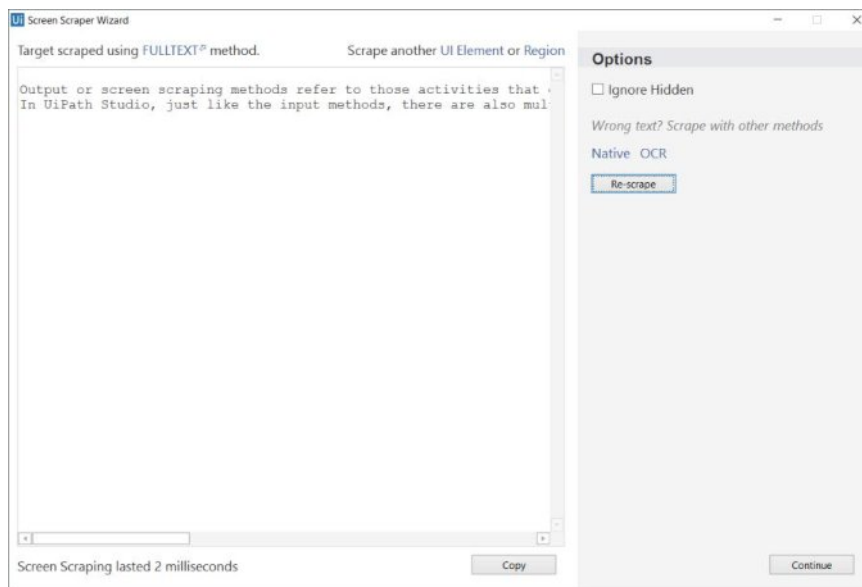 Ui Screen Scraper Wizard
Target scraped using FULLTEXT method.
Scrape another UI Element or Region
Output or screen scraping methods refer to those activities that
In UiPath Studio, just like the input methods, there are also mul
Screen Scraping lasted 2 milliseconds
Copy
Options
Ignore Hidden
Wrong text? Scrape with other methods
Native OCR
Re-scrape
Continue